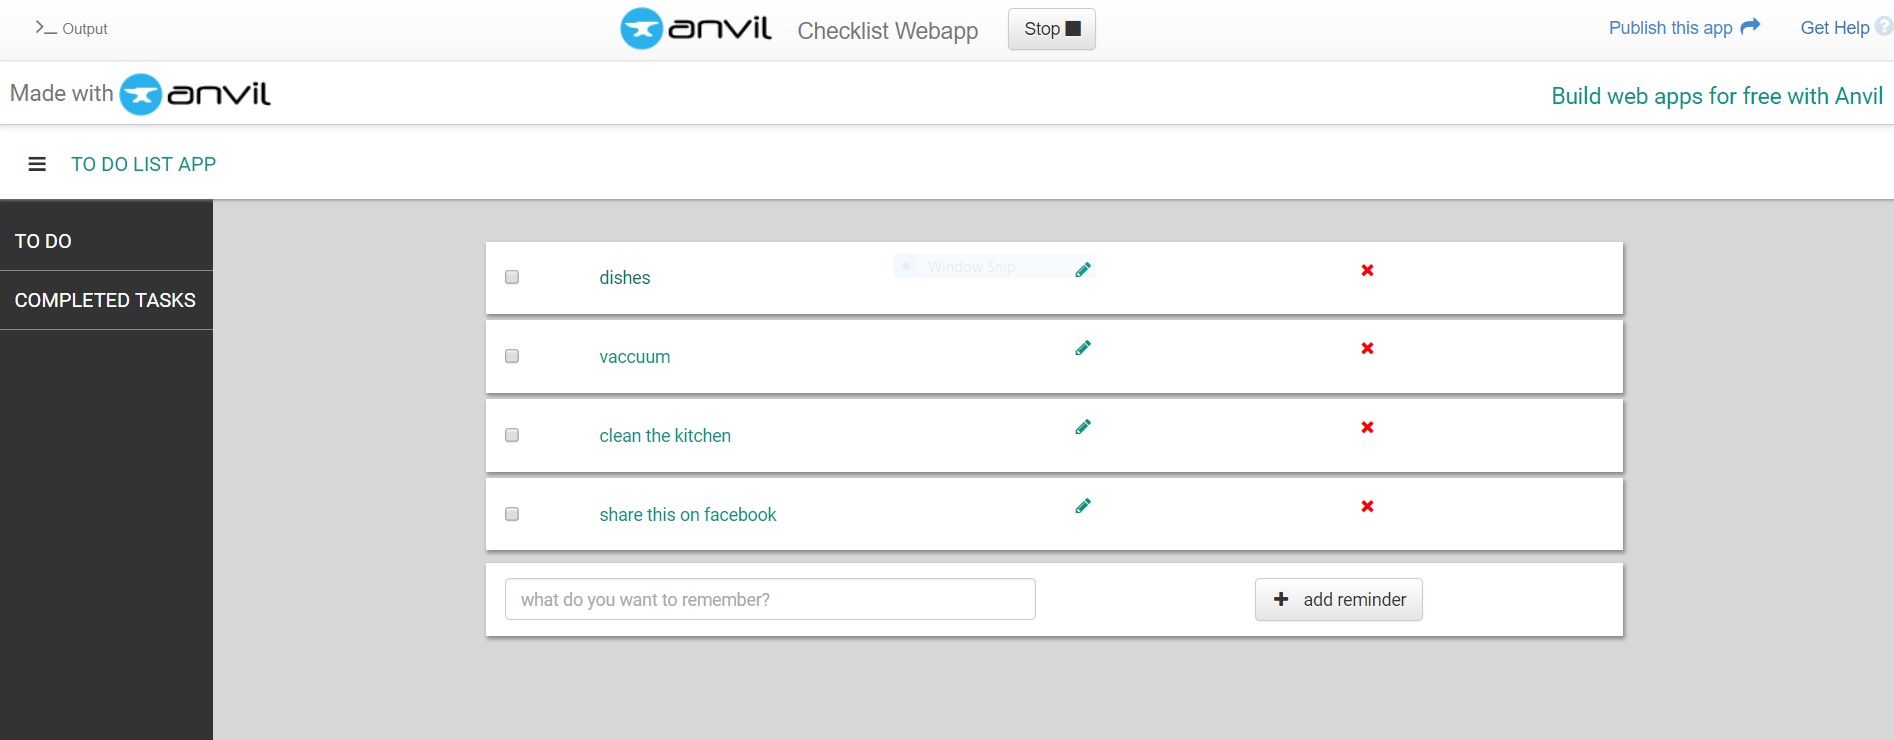 Output
anvil Checklist Webapp Stop
Publish this app Get Help ?
Made with anvil
Build web apps for free with Anvil
TO DO LIST APP
TO DO
COMPLETED TASKS
dishes
Window Snip
vaccuum
clean the kitchen
share this on facebook
what do you want to remember?
add reminder